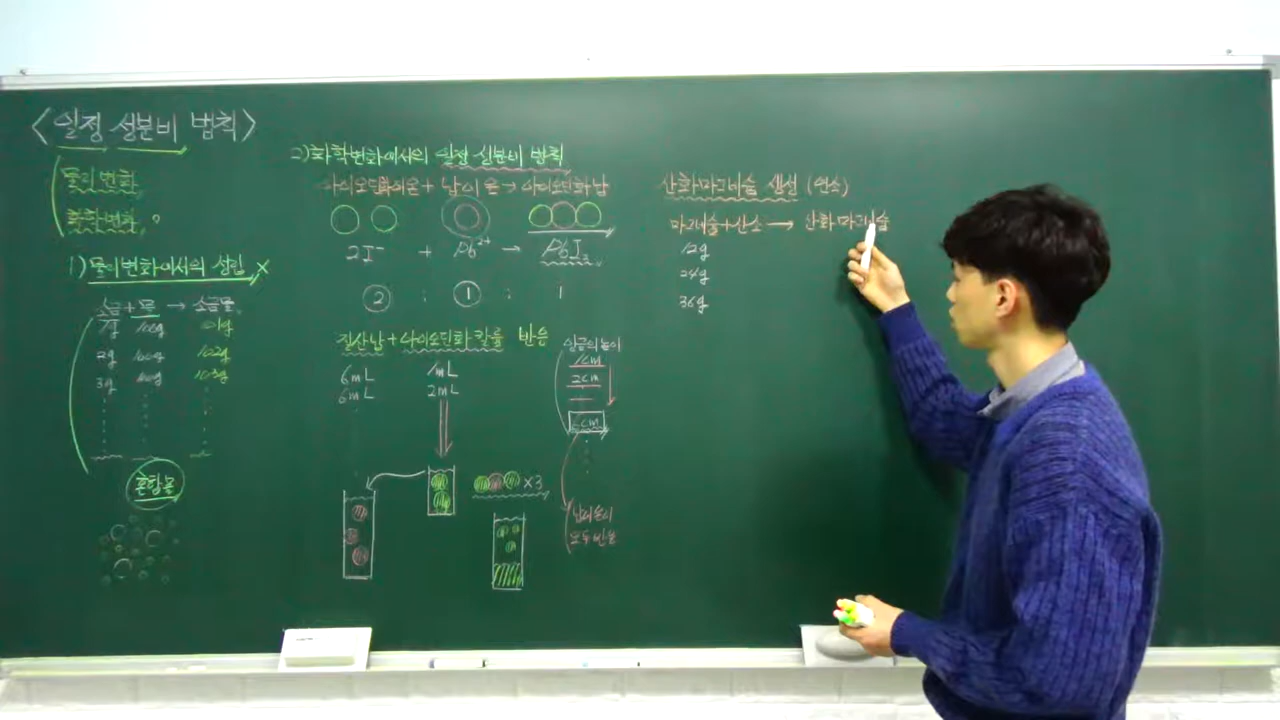 <일정 성분비 법칙>
물리변화
화학변화 ?
1) 물리변화에서의 성립 X
소금 + 물 → 소금물
1g 100g 101g
2g 100g 102g
3g 100g 103g
혼합물
2) 화학변화에서의 일정 성분비 법칙
아이오딘화이온 + 납이온 → 아이오딘화납
2I⁻ + Pb²⁺ → PbI₂
2 : 1 : 1
질산납 + 아이오딘화칼륨 반응
6mL 1mL
6mL 2mL
앙금의 높이
1cm
2cm
6cm
×3
납이온이
모두 반응
산화마그네슘 생성 (연소)
마그네슘 + 산소 → 산화마그네슘
12g
24g
36g